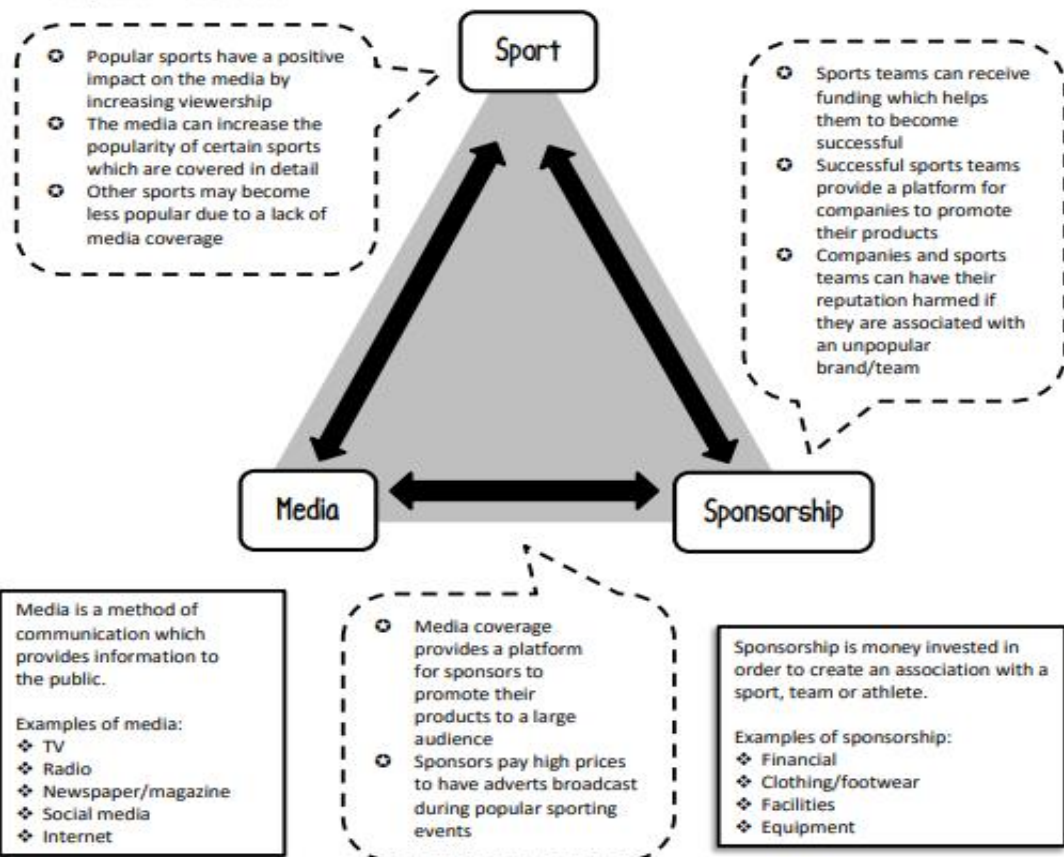 Sport
✪ Popular sports have a positive
impact on the media by
increasing viewership
✪ The media can increase the
popularity of certain sports
which are covered in detail
✪ Other sports may become
less popular due to a lack of
media coverage
✪ Sports teams can receive
funding which helps
them to become
successful
✪ Successful sports teams
provide a platform for
companies to promote
their products
✪ Companies and sports
teams can have their
reputation harmed if
they are associated with
an unpopular
brand/team
Media
Sponsorship
Media is a method of
communication which
provides information to
the public.
Examples of media:
❖ TV
❖ Radio
❖ Newspaper/magazine
❖ Social media
❖ Internet
✪ Media coverage
provides a platform
for sponsors to
promote their
products to a large
audience
✪ Sponsors pay high prices
to have adverts broadcast
during popular sporting
events
Sponsorship is money invested in
order to create an association with a
sport, team or athlete.
Examples of sponsorship:
❖ Financial
❖ Clothing/footwear
❖ Facilities
❖ Equipment